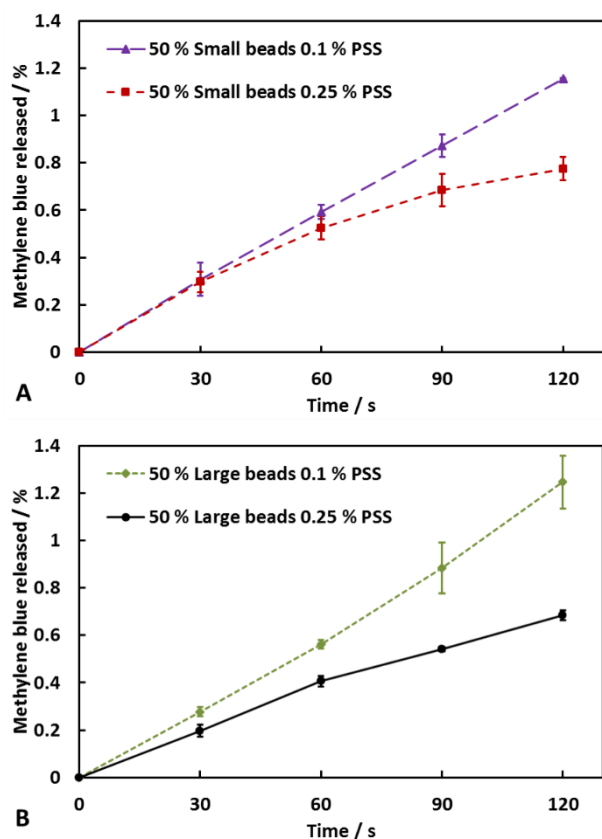 1.4
1.2
1
0.8
0.6
0.4
0.2
0
50 % Small beads 0.1 % PSS
50 % Small beads 0.25 % PSS
Methylene blue released / %
0 30 60 90 120
Time / s
A
1.4
1.2
1
0.8
0.6
0.4
0.2
0
50 % Large beads 0.1 % PSS
50 % Large beads 0.25 % PSS
Methylene blue released / %
0 30 60 90 120
Time / s
B